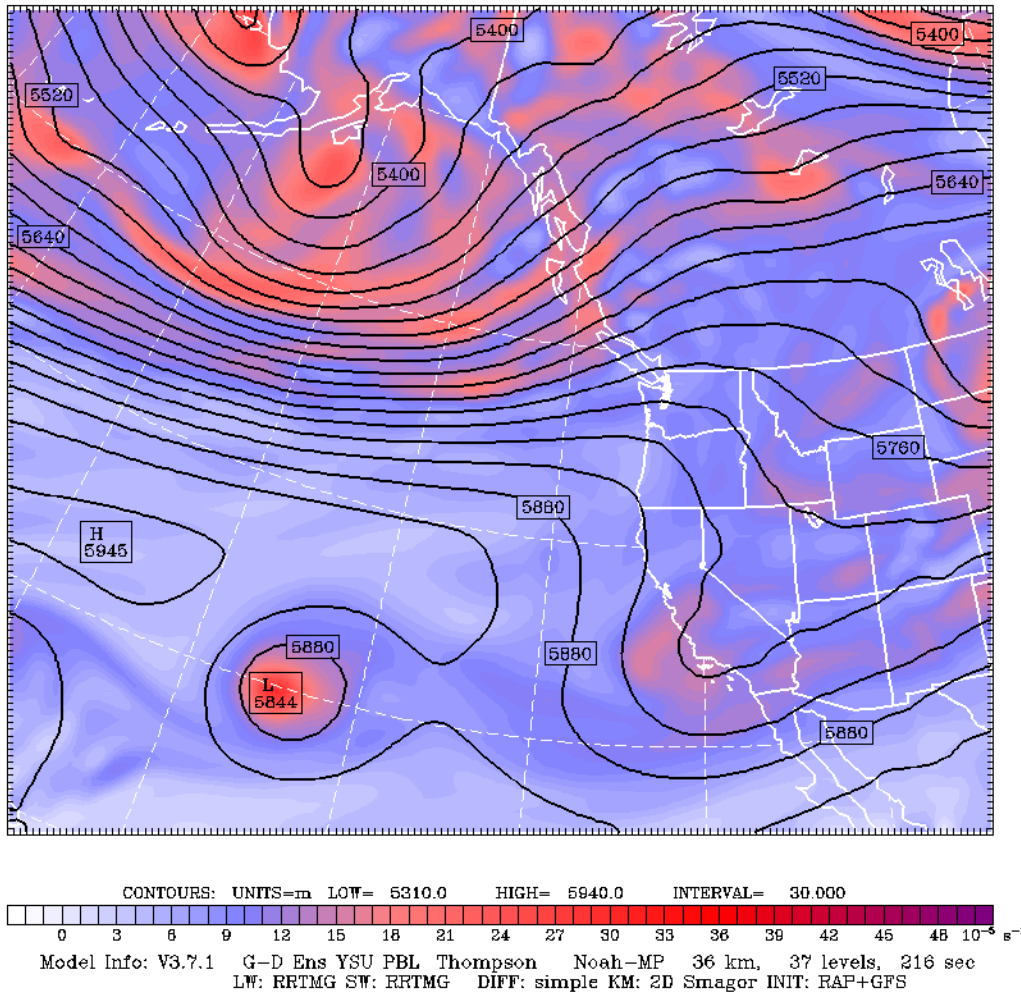 5400
5400
5520
5520
5400
5640
5640
5760
5880
H
5945
5880
5880
L
5844
5880
CONTOURS: UNITS=m LOW= 5310.0 HIGH= 5940.0 INTERVAL= 30.000
0 3 6 9 12 15 18 21 24 27 30 33 36 39 42 45 48 10⁻⁵ s⁻
Model Info: V3.7.1 G-D Ens YSU PBL Thompson Noah-MP 36 km, 37 levels, 216 sec
LW: RRTMG SW: RRTMG DIFF: simple KM: 2D Smagor INIT: RAP+GFS